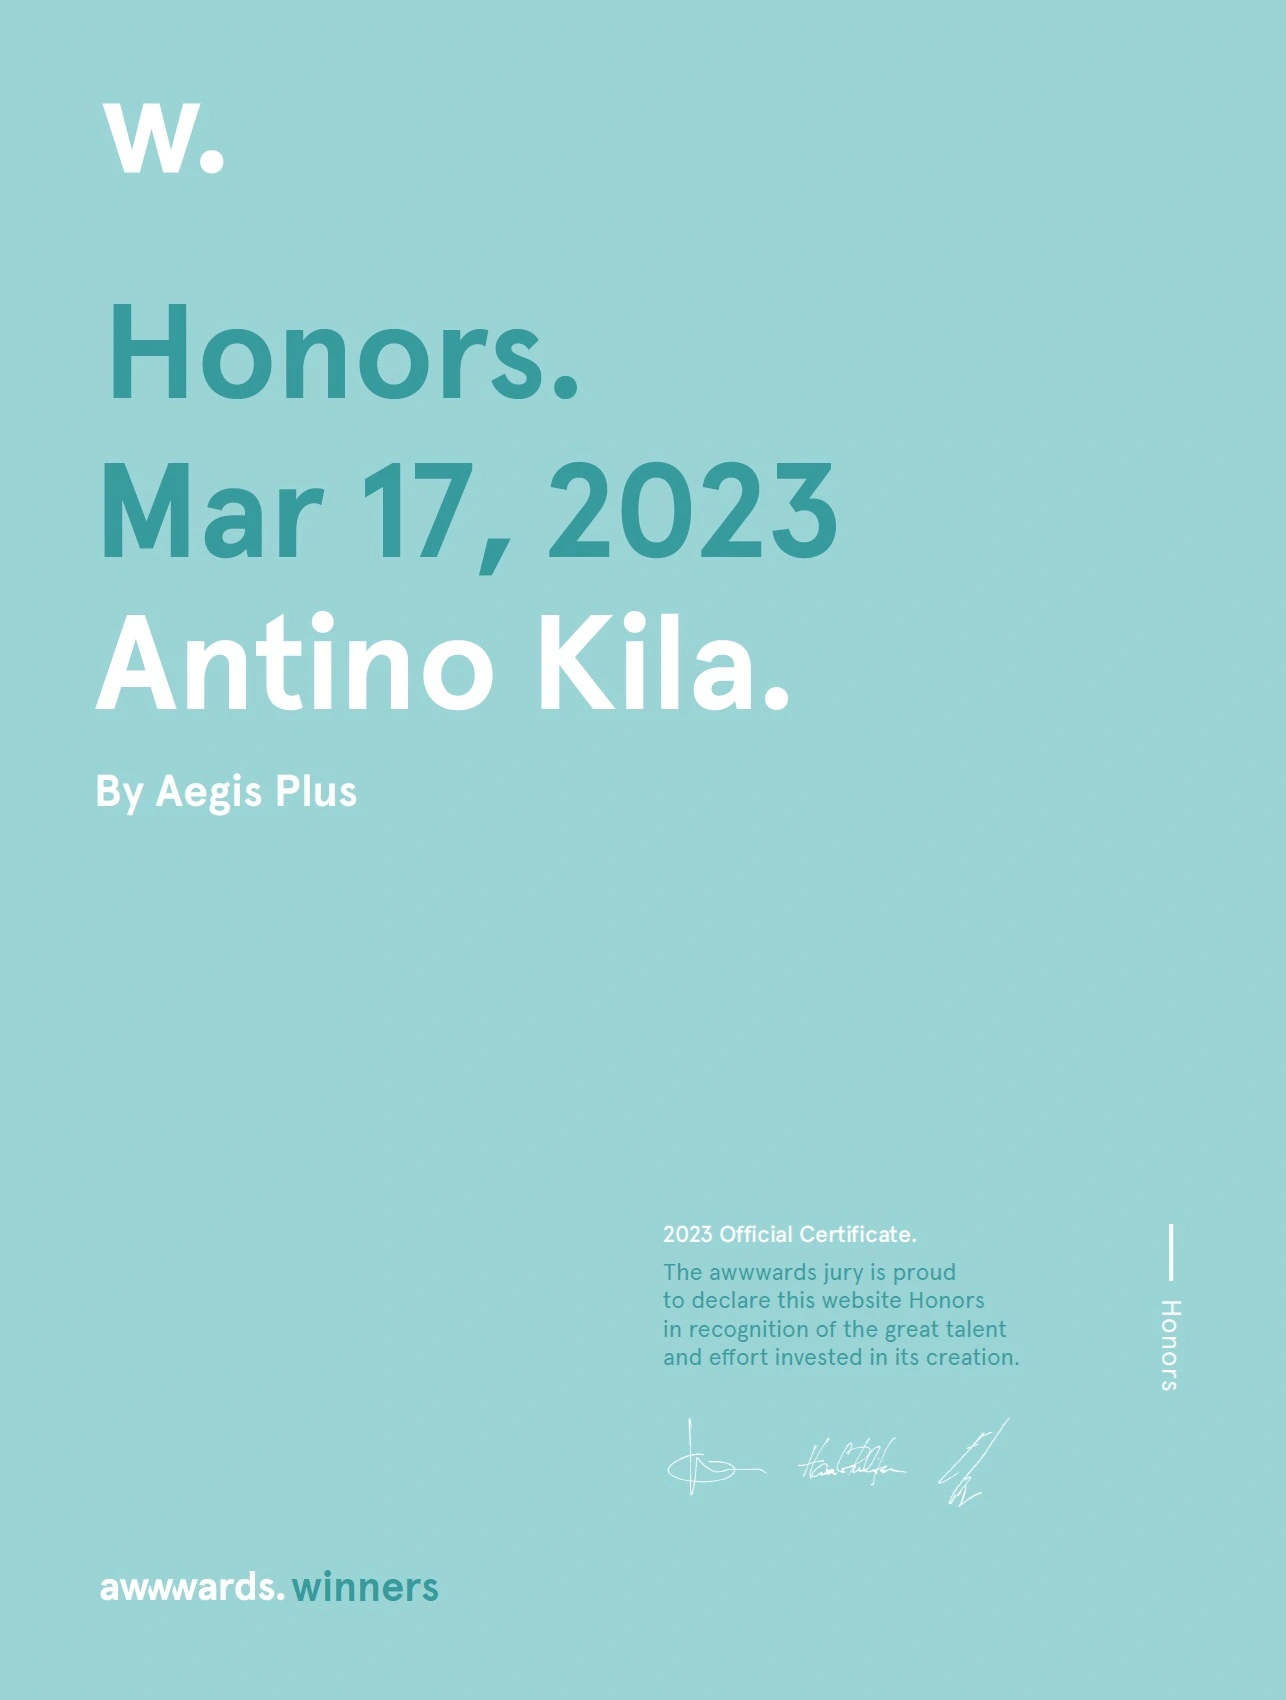 w.
Honors.
Mar 17, 2023
Antino Kila.
By Aegis Plus
2023 Official Certificate.
The awwwards jury is proud
to declare this website Honors
in recognition of the great talent
and effort invested in its creation.
Honors
awwwards. winners